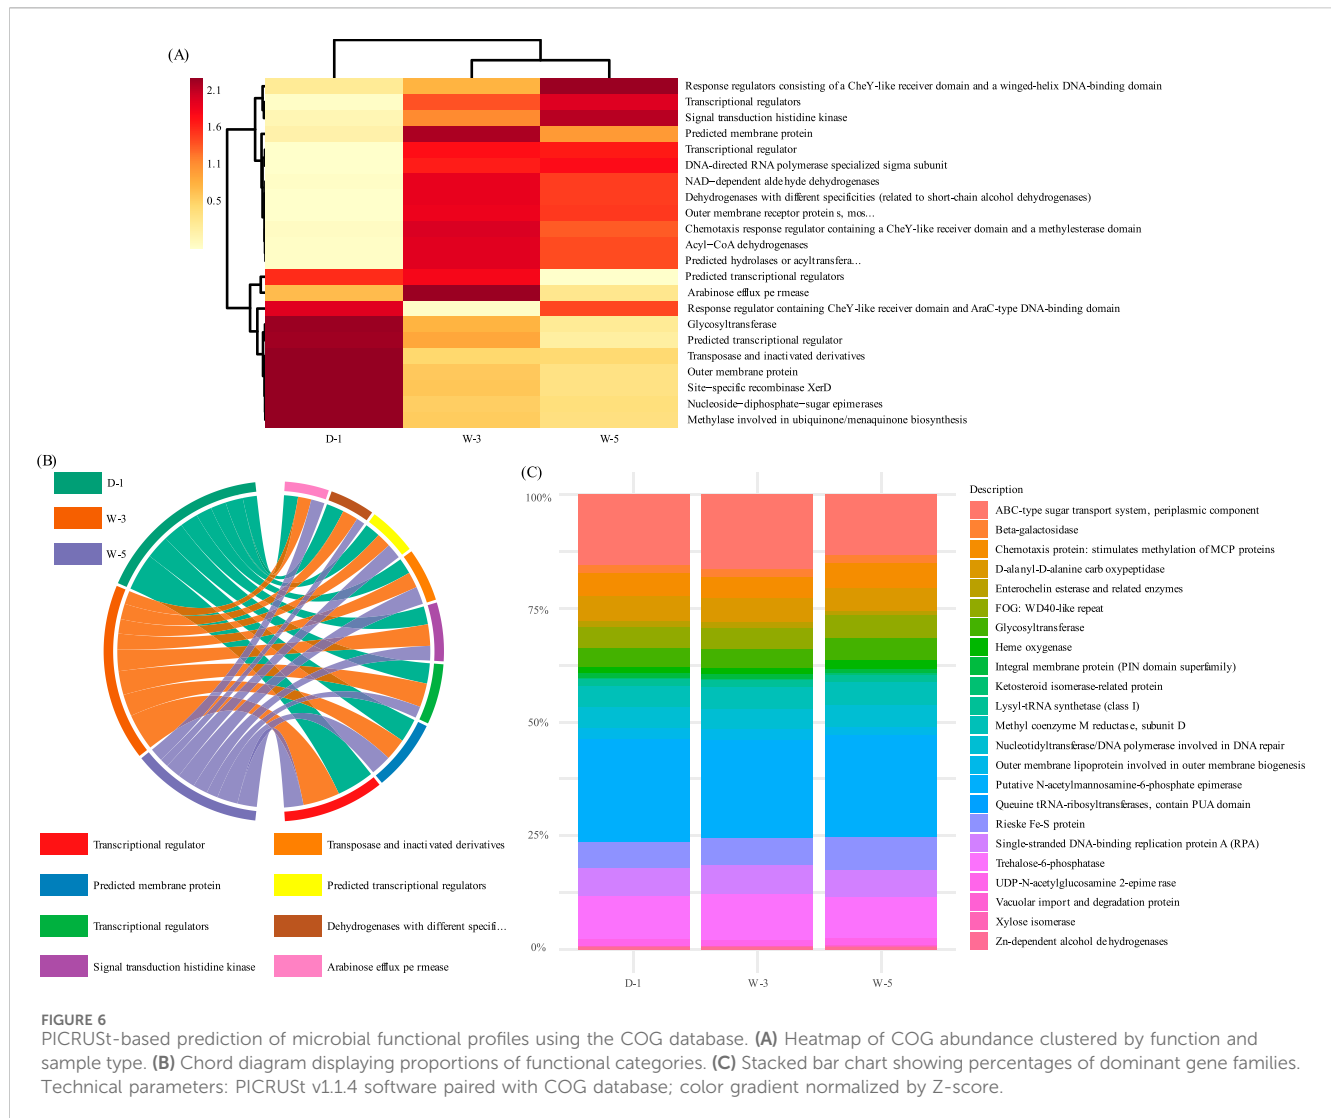 (A)
2.1
1.6
1.1
0.5
Response regulators consisting of a CheY-like receiver domain and a winged-helix DNA-binding domain
Transcriptional regulators
Signal transduction histidine kinase
Predicted membrane protein
Transcriptional regulator
DNA-directed RNA polymerase specialized sigma subunit
NAD−dependent aldehyde dehydrogenases
Dehydrogenases with different specificities (related to short-chain alcohol dehydrogenases)
Outer membrane receptor proteins, mos...
Chemotaxis response regulator containing a CheY-like receiver domain and a methylesterase domain
Acyl−CoA dehydrogenases
Predicted hydrolases or acyltransfera...
Predicted transcriptional regulators
Arabinose efflux pe rmease
Response regulator containing CheY-like receiver domain and AraC-type DNA-binding domain
Glycosyltransferase
Predicted transcriptional regulator
Transposase and inactivated derivatives
Outer membrane protein
Site−specific recombinase XerD
Nucleoside−diphosphate−sugar epimerases
Methylase involved in ubiquinone/menaquinone biosynthesis
D-1 W-3 W-5
(B)
D-1
W-3
W-5
Transcriptional regulator
Predicted membrane protein
Transcriptional regulators
Signal transduction histidine kinase
Transposase and inactivated derivatives
Predicted transcriptional regulators
Dehydrogenases with different specifi...
Arabinose efflux pe rmease
(C)
100%
75%
50%
25%
0%
D-1 W-3 W-5
Description
ABC-type sugar transport system, periplasmic component
Beta-galactosidase
Chemotaxis protein: stimulates methylation of MCP proteins
D-alanyl-D-alanine carb oxypeptidase
Enterochelin esterase and related enzymes
FOG: WD40-like repeat
Glycosyltransferase
Heme oxygenase
Integral membrane protein (PIN domain superfamily)
Ketosteroid isomerase-related protein
Lysyl-tRNA synthetase (class I)
Methyl coenzyme M reductase, subunit D
Nucleotidyltransferase/DNA polymerase involved in DNA repair
Outer membrane lipoprotein involved in outer membrane biogenesis
Putative N-acetylmannosamine-6-phosphate epimerase
Queuine tRNA-ribosyltransferases, contain PUA domain
Rieske Fe-S protein
Single-stranded DNA-binding replication protein A (RPA)
Trehalose-6-phosphatase
UDP-N-acetylglucosamine 2-epime rase
Vacuolar import and degradation protein
Xylose isomerase
Zn-dependent alcohol dehydrogenases
FIGURE 6
PICRUSt-based prediction of microbial functional profiles using the COG database. (A) Heatmap of COG abundance clustered by function and
sample type. (B) Chord diagram displaying proportions of functional categories. (C) Stacked bar chart showing percentages of dominant gene families.
Technical parameters: PICRUSt v1.1.4 software paired with COG database; color gradient normalized by Z-score.